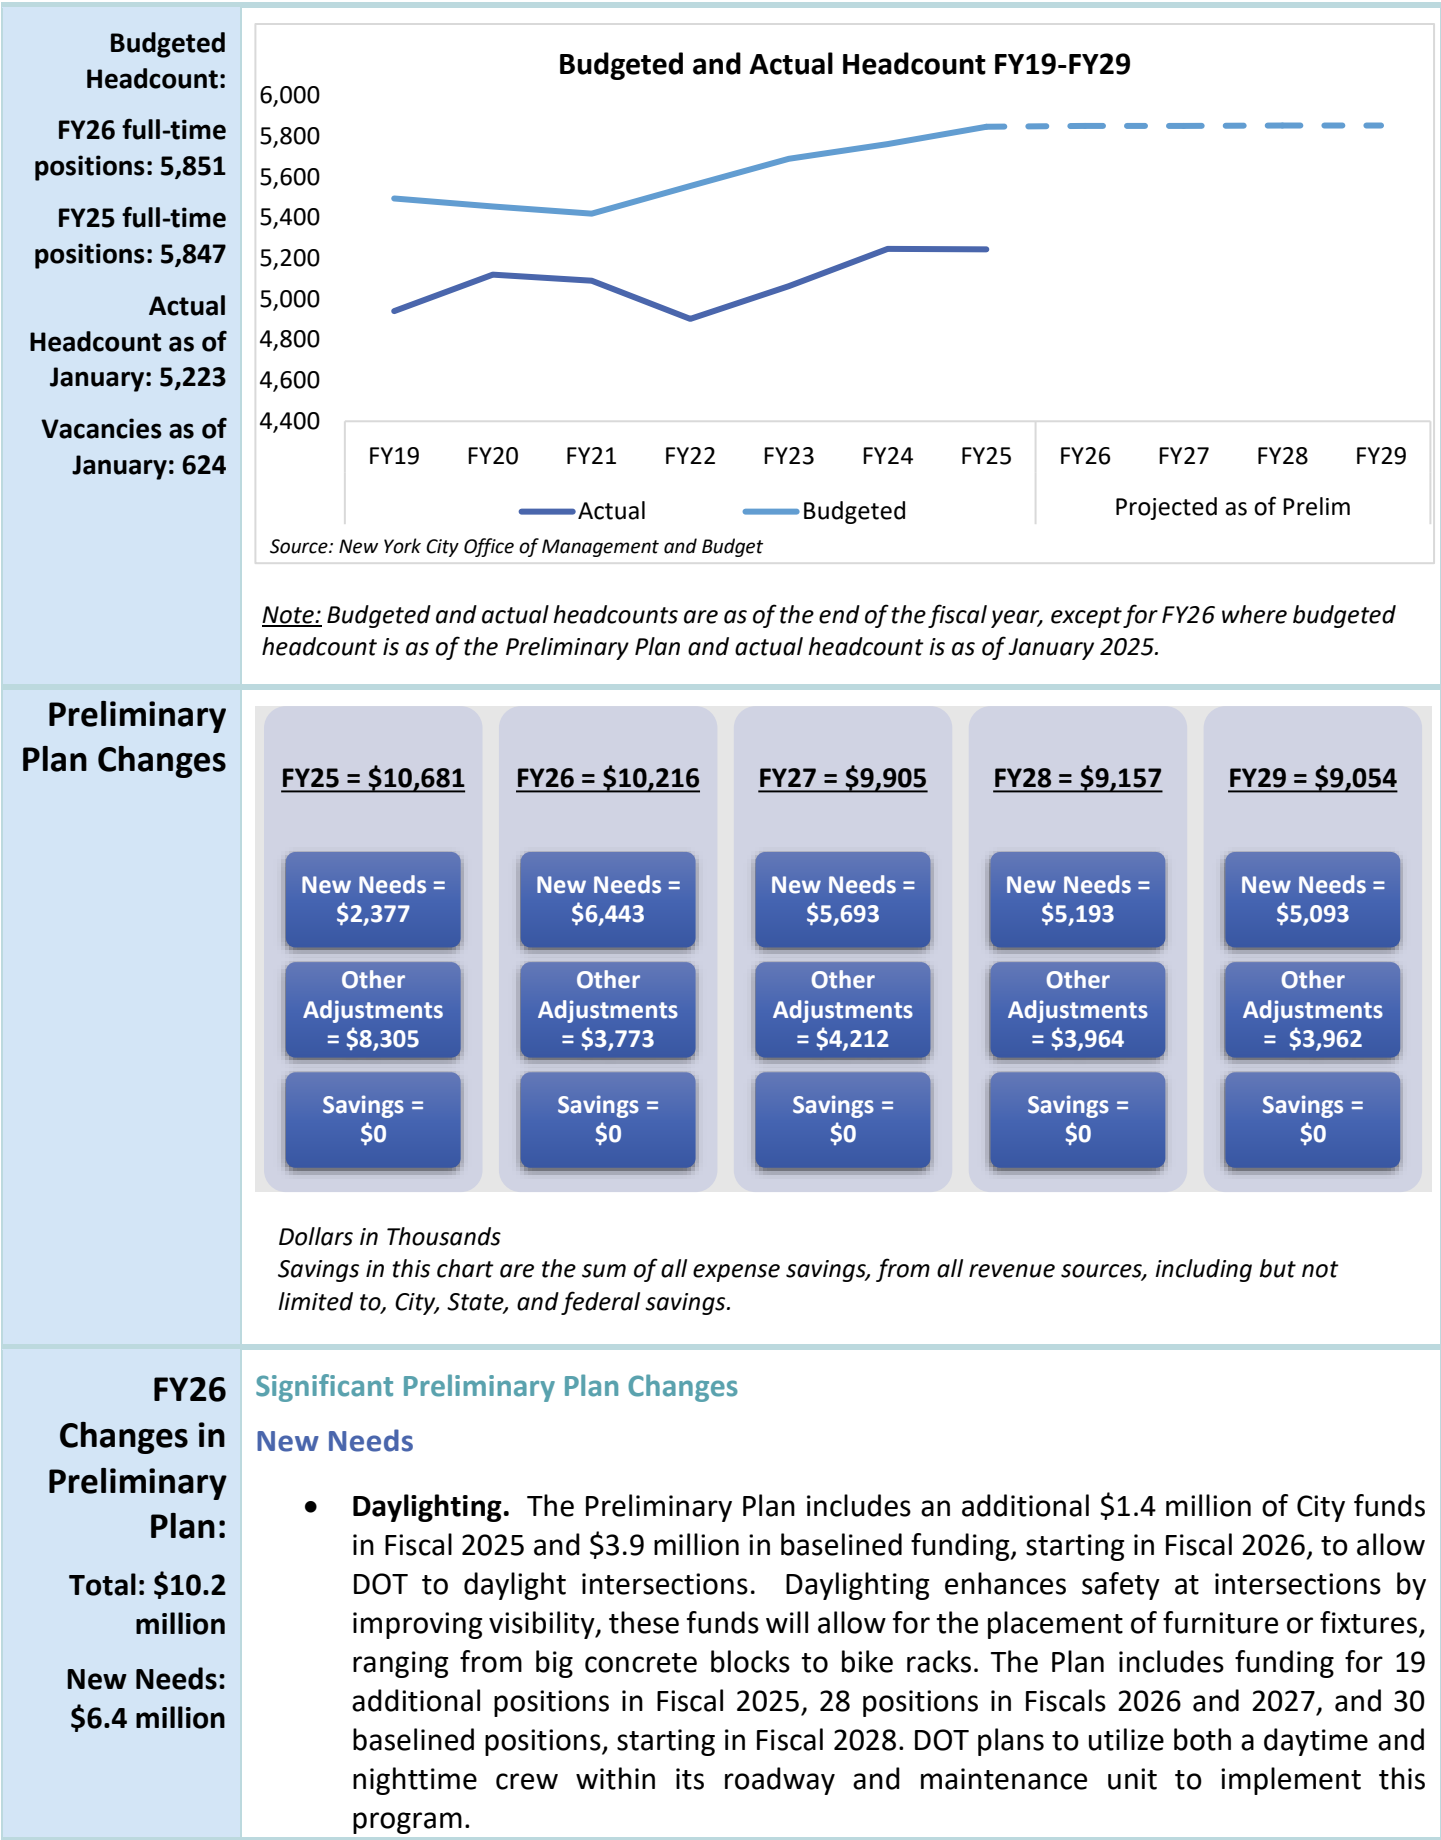 Budgeted
Headcount:
FY26 full-time
positions: 5,851
FY25 full-time
positions: 5,847
Actual
Headcount as of
January: 5,223
Vacancies as of
January: 624
Budgeted and Actual Headcount FY19-FY29
6,000
5,800
5,600
5,400
5,200
5,000
4,800
4,600
4,400
FY19 FY20 FY21 FY22 FY23 FY24 FY25 FY26 FY27 FY28 FY29
Actual Budgeted Projected as of Prelim
Source: New York City Office of Management and Budget
Note: Budgeted and actual headcounts are as of the end of the fiscal year, except for FY26 where budgeted
headcount is as of the Preliminary Plan and actual headcount is as of January 2025.
Preliminary
Plan Changes
FY25 = $10,681
New Needs =
$2,377
Other
Adjustments
= $8,305
Savings =
$0
FY26 = $10,216
New Needs =
$6,443
Other
Adjustments
= $3,773
Savings =
$0
FY27 = $9,905
New Needs =
$5,693
Other
Adjustments
= $4,212
Savings =
$0
FY28 = $9,157
New Needs =
$5,193
Other
Adjustments
= $3,964
Savings =
$0
FY29 = $9,054
New Needs =
$5,093
Other
Adjustments
= $3,962
Savings =
$0
Dollars in Thousands
Savings in this chart are the sum of all expense savings, from all revenue sources, including but not
limited to, City, State, and federal savings.
FY26
Changes in
Preliminary
Plan:
Total: $10.2
million
New Needs:
$6.4 million
Significant Preliminary Plan Changes
New Needs
• Daylighting. The Preliminary Plan includes an additional $1.4 million of City funds
in Fiscal 2025 and $3.9 million in baselined funding, starting in Fiscal 2026, to allow
DOT to daylight intersections. Daylighting enhances safety at intersections by
improving visibility, these funds will allow for the placement of furniture or fixtures,
ranging from big concrete blocks to bike racks. The Plan includes funding for 19
additional positions in Fiscal 2025, 28 positions in Fiscals 2026 and 2027, and 30
baselined positions, starting in Fiscal 2028. DOT plans to utilize both a daytime and
nighttime crew within its roadway and maintenance unit to implement this
program.